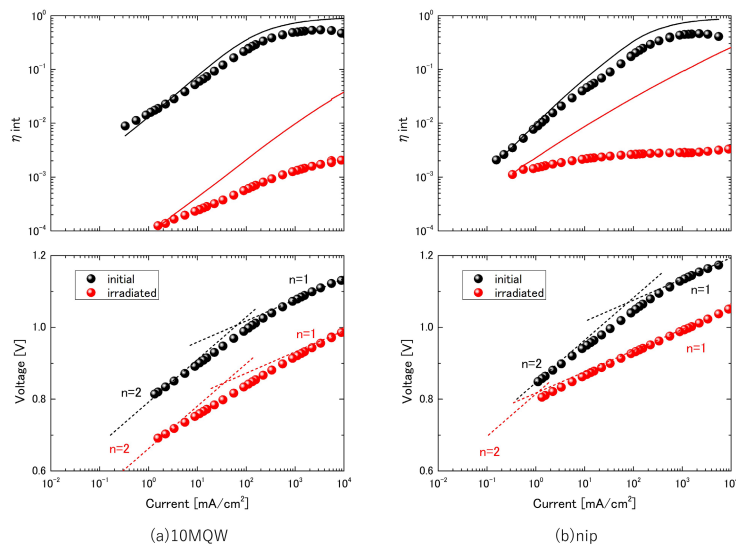 10⁰
10⁻¹
10⁻²
10⁻³
10⁻⁴
η int
10⁰
10⁻¹
10⁻²
10⁻³
10⁻⁴
η int
1.2
1.0
0.8
0.6
Voltage [V]
initial
irradiated
n=1
n=1
n=2
n=2
10⁻² 10⁻¹ 10⁰ 10¹ 10² 10³ 10⁴
Current [mA/cm²]
1.2
1.0
0.8
0.6
Voltage [V]
initial
irradiated
n=1
n=1
n=2
n=2
10⁻² 10⁻¹ 10⁰ 10¹ 10² 10³ 10⁴
Current [mA/cm²]
(a)10MQW
(b)nip